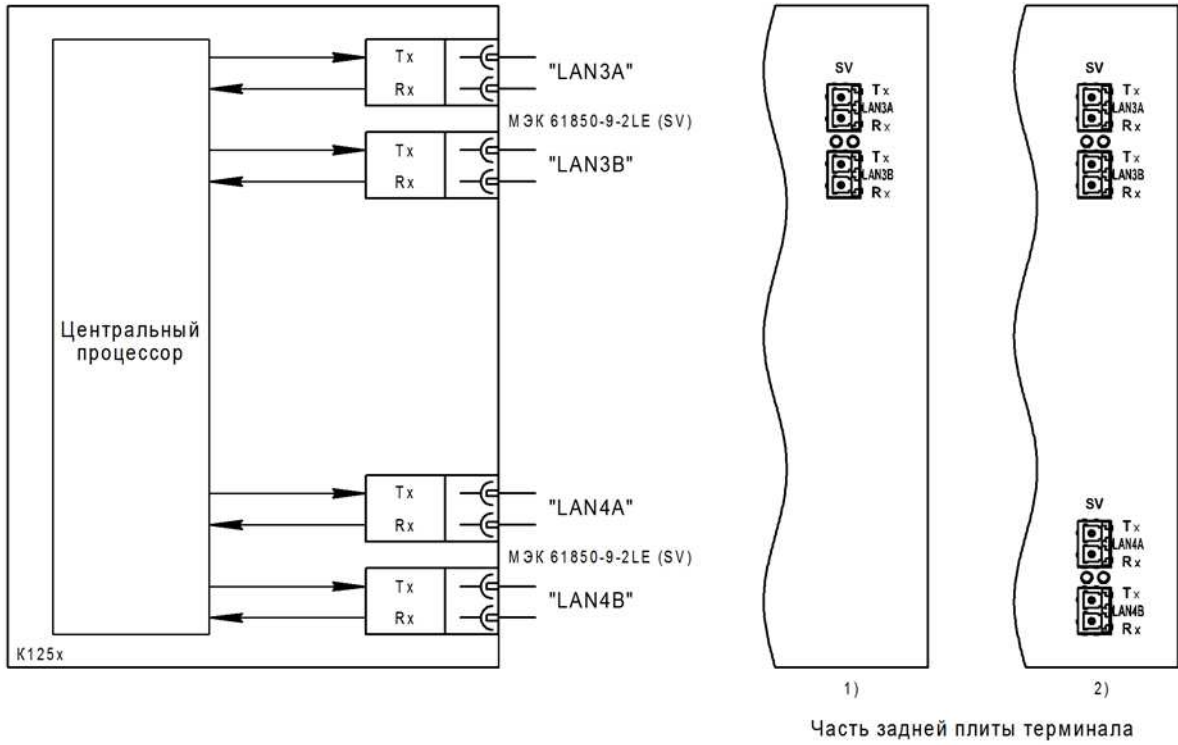 Tx
Rx
"LAN3A"
МЭК 61850-9-2LE (SV)
Tx
Rx
"LAN3B"
Центральный
процессор
Tx
Rx
"LAN4A"
МЭК 61850-9-2LE (SV)
Tx
Rx
"LAN4B"
K125x
SV
Tx
LAN3A
Rx
Tx
LAN3B
Rx
1)
SV
Tx
LAN3A
Rx
Tx
LAN3B
Rx
SV
Tx
LAN4A
Rx
Tx
LAN4B
Rx
2)
Часть задней плиты терминала